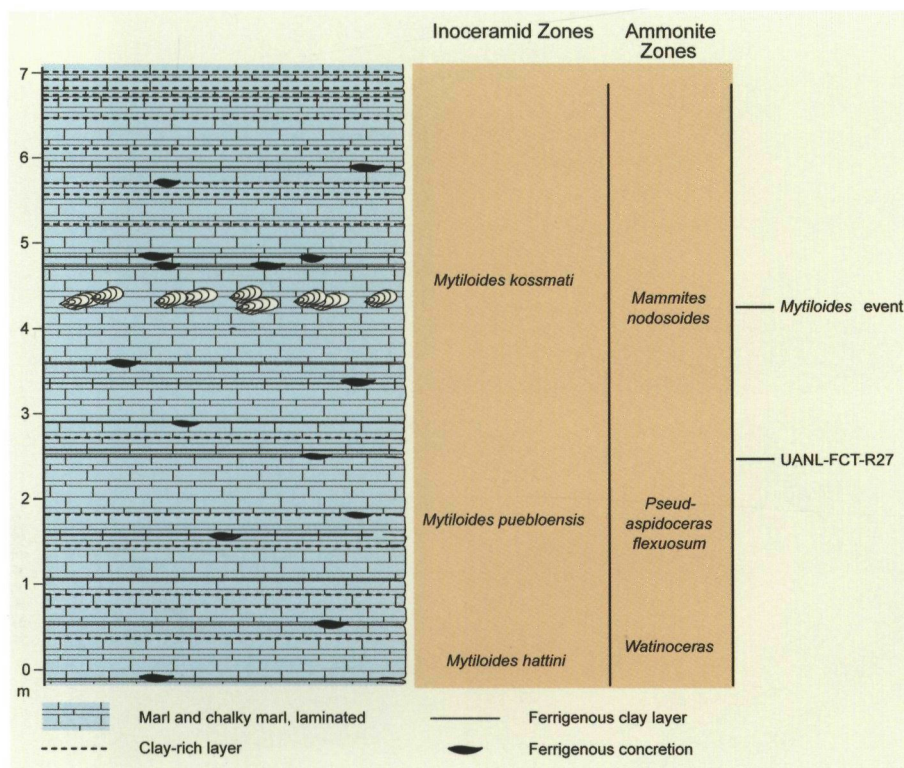 Inoceramid Zones
Ammonite
Zones
7
6
5
4
3
2
1
0
m
Mytiloides kossmati
Mammites
nodosoides
Mytiloides event
UANL-FCT-R27
Mytiloides puebloensis
Pseud-
aspidoceras
flexuosum
Mytiloides hattini
Watinoceras
Marl and chalky marl, laminated
Ferrigenous clay layer
Clay-rich layer
Ferrigenous concretion